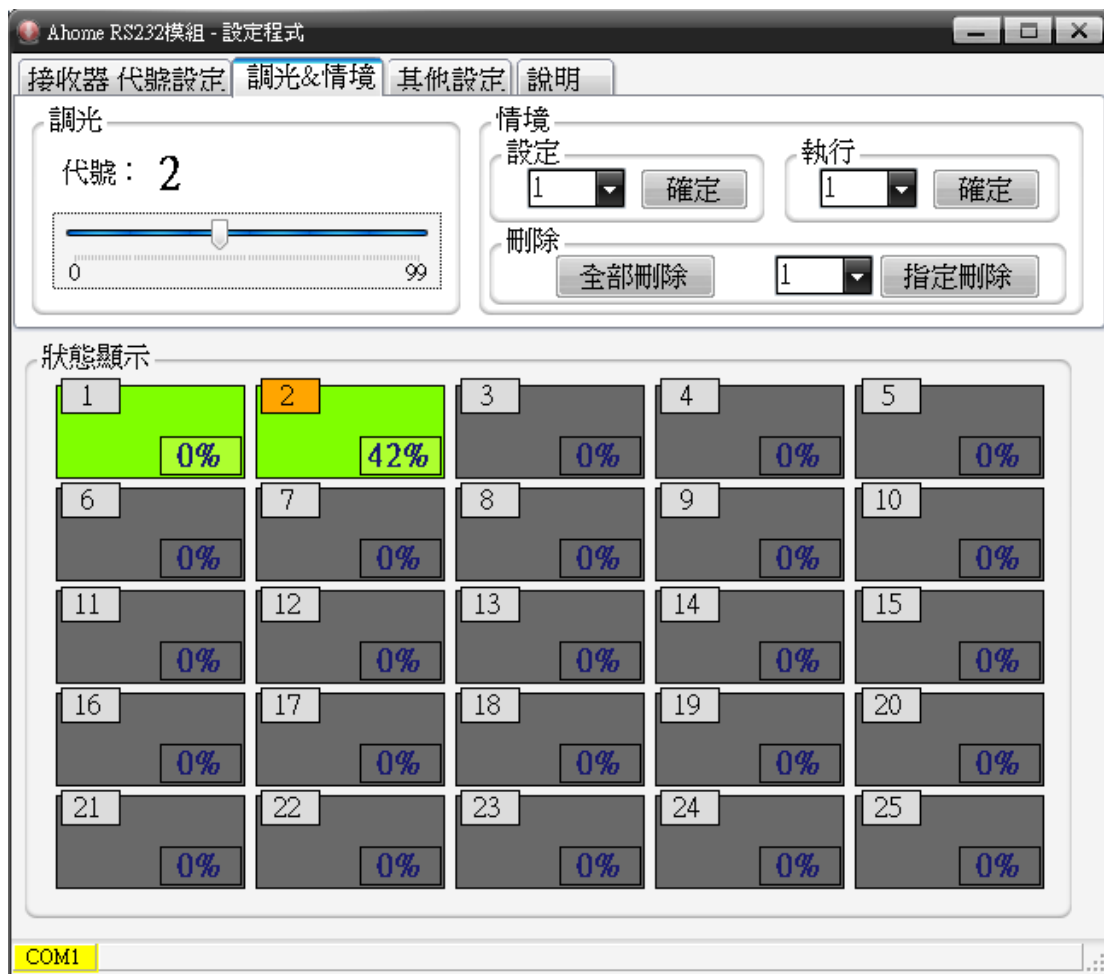 Ahome RS232模組 - 設定程式
接收器 代號設定 調光&情境 其他設定 說明
調光
代號： 2
0 99
情境
設定
1 確定
執行
1 確定
刪除
全部刪除 1 指定刪除
狀態顯示
1 2 3 4 5
0% 42% 0% 0% 0%
6 7 8 9 10
0% 0% 0% 0% 0%
11 12 13 14 15
0% 0% 0% 0% 0%
16 17 18 19 20
0% 0% 0% 0% 0%
21 22 23 24 25
0% 0% 0% 0% 0%
COM1